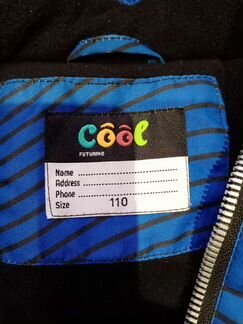 Cool
FUTURINO
Name ........................
Address ........................
Phone ........................
Size 110